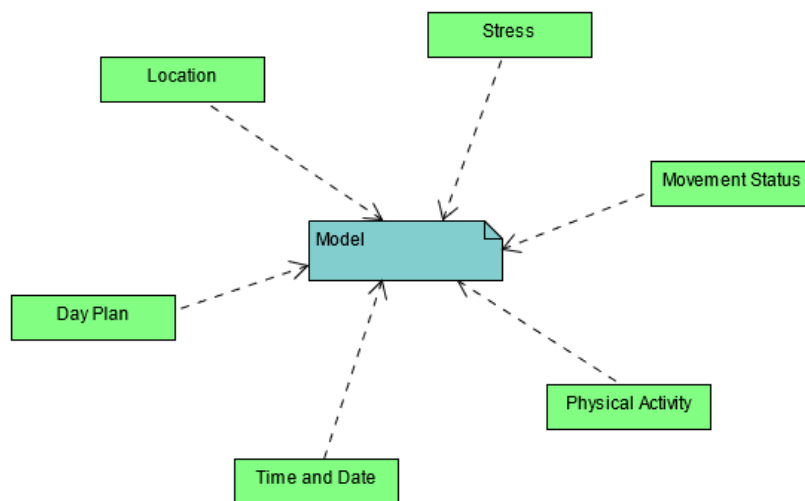 Stress
Location
Movement Status
Model
Day Plan
Physical Activity
Time and Date